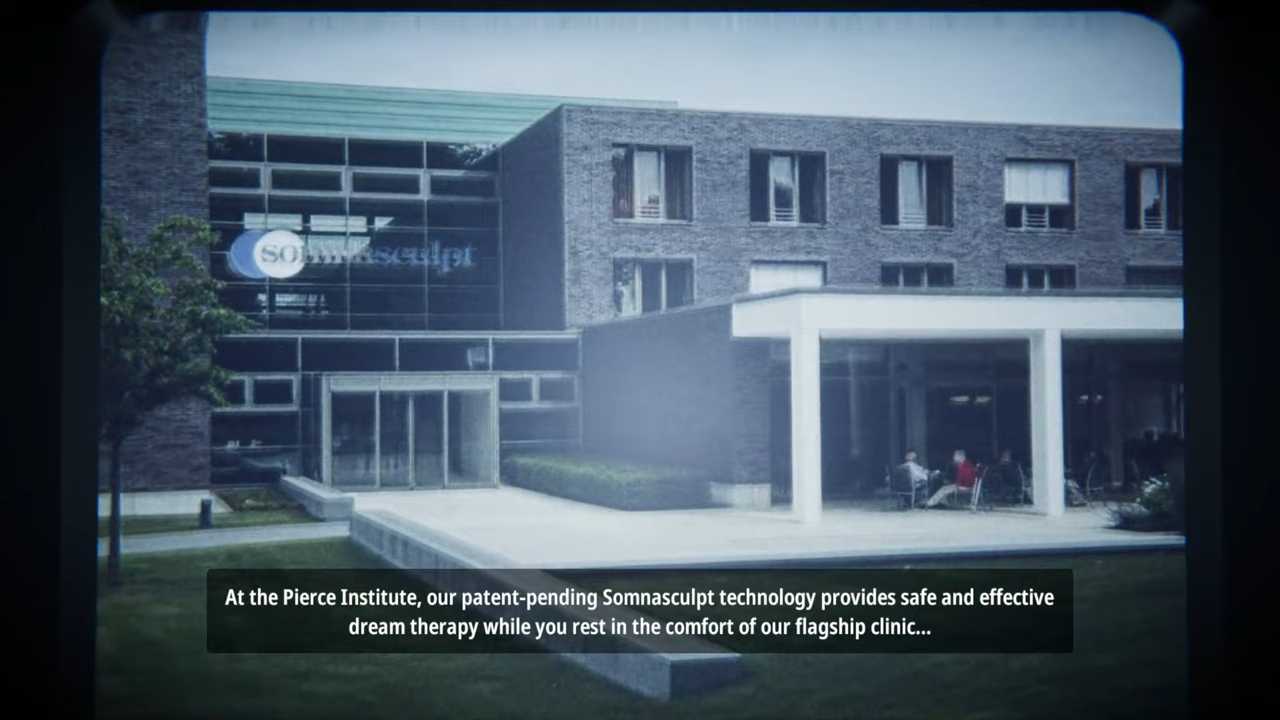 somnasculpt
At the Pierce Institute, our patent-pending Somnasculpt technology provides safe and effective
dream therapy while you rest in the comfort of our flagship clinic...